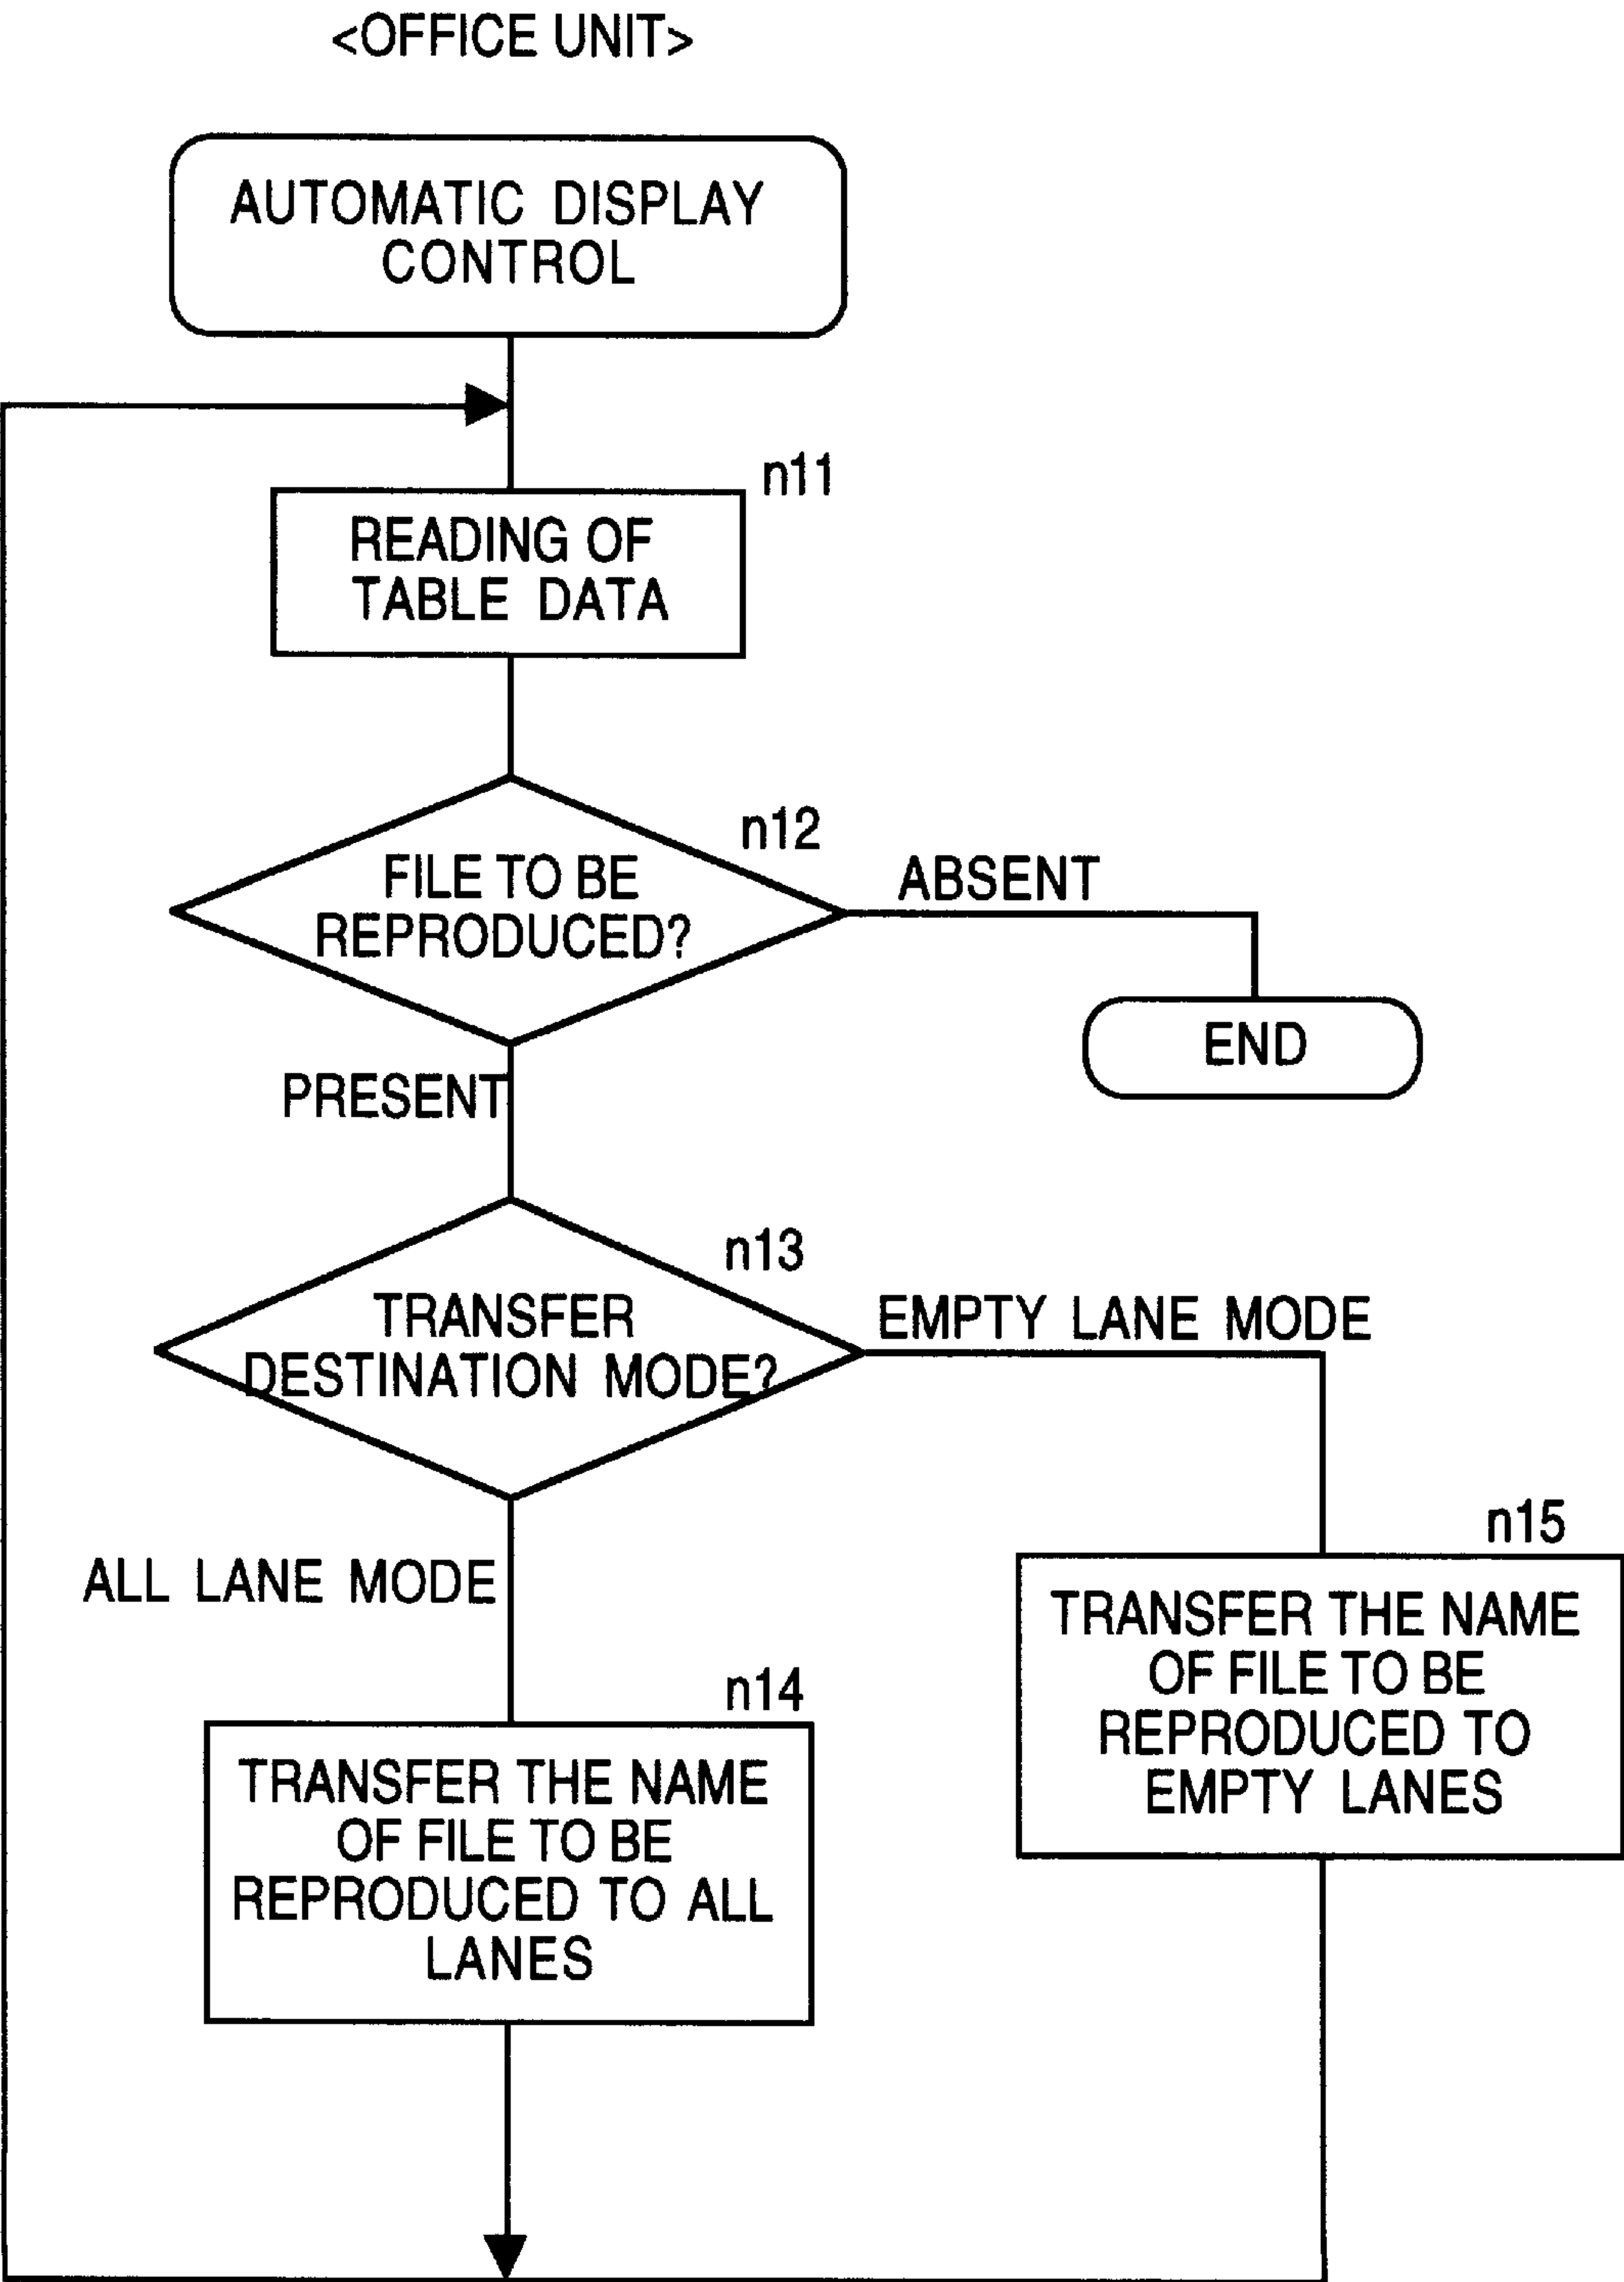 <OFFICE UNIT>
AUTOMATIC DISPLAY
CONTROL
n11
READING OF
TABLE DATA
n12
FILE TO BE
REPRODUCED?
ABSENT
END
PRESENT
n13
TRANSFER
DESTINATION MODE?
EMPTY LANE MODE
ALL LANE MODE
n15
TRANSFER THE NAME
OF FILE TO BE
REPRODUCED TO
EMPTY LANES
n14
TRANSFER THE NAME
OF FILE TO BE
REPRODUCED TO ALL
LANES